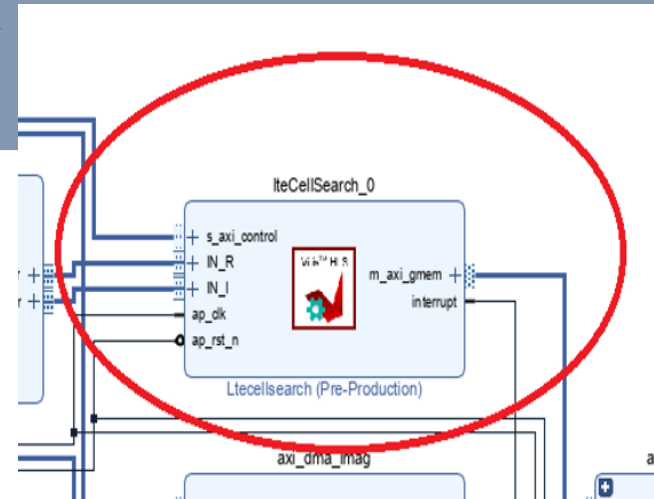 lteCellSearch_0
s_axi_control
IN_R
IN_I
ap_clk
ap_rst_n
m_axi_gmem
interrupt
Ltecellsearch (Pre-Production)
axi_dma_imag
r
r
a